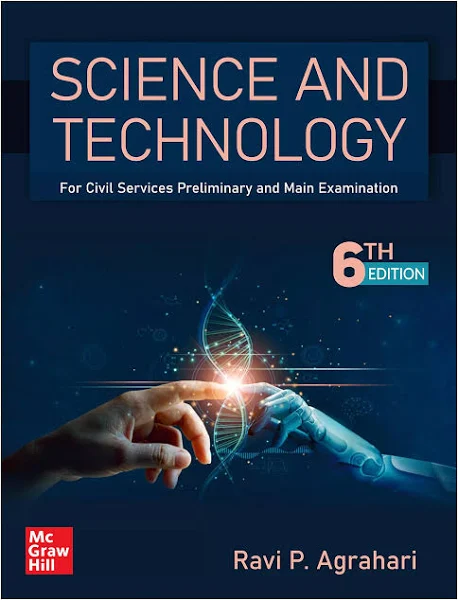 SCIENCE AND
TECHNOLOGY
For Civil Services Preliminary and Main Examination
6TH
EDITION
Mc
Graw
Hill
Ravi P. Agrahari